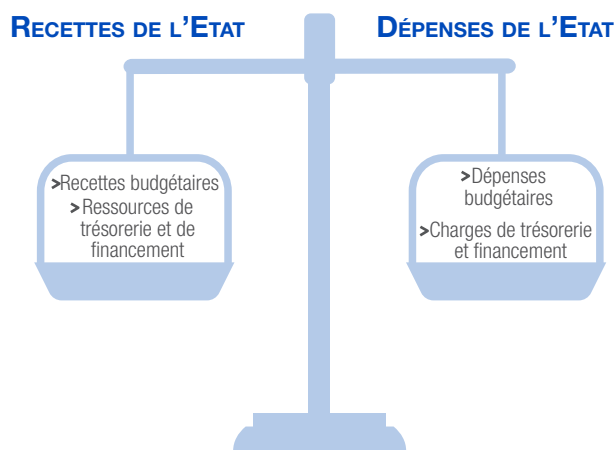 RECETTES DE L'ETAT
DÉPENSES DE L'ETAT
>Recettes budgétaires
>Ressources de
trésorerie et de
financement
>Dépenses
budgétaires
>Charges de trésorerie
et financement